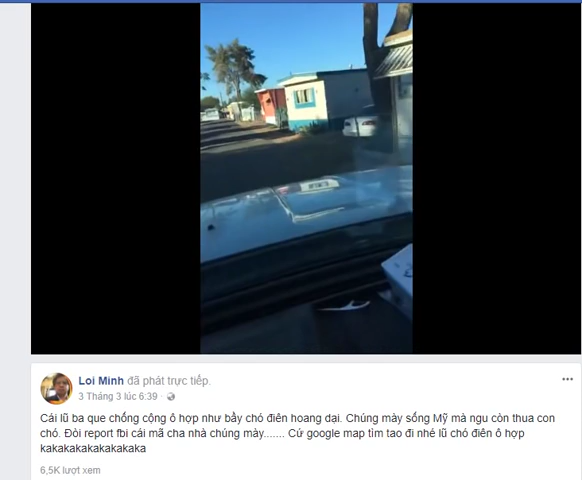 Loi Minh đã phát trực tiếp.
3 Tháng 3 lúc 6:39 ·
Cái lũ ba que chống cộng ô hợp như bầy chó điên hoang dại. Chúng mày sống Mỹ mà ngu còn thua con
chó. Đòi report fbi cái mã cha nhà chúng mày....... Cứ google map tìm tao đi nhé lũ chó điên ô hợp
kakakakakakakakaka
6,5K lượt xem